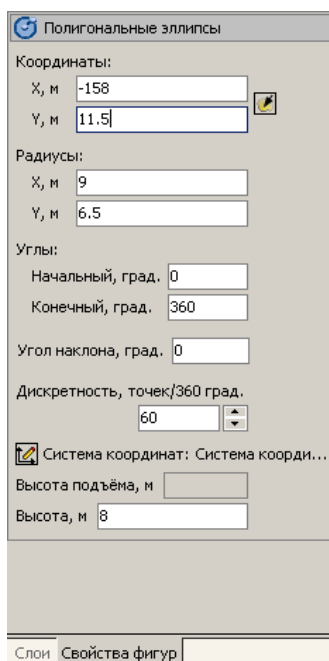 Полигональные эллипсы
Координаты:
X, м -158
Y, м 11.5
Радиусы:
X, м 9
Y, м 6.5
Углы:
Начальный, град. 0
Конечный, град. 360
Угол наклона, град. 0
Дискретность, точек/360 град.
60
Система координат: Система коорди...
Высота подъёма, м
Высота, м 8
Слои Свойства фигур